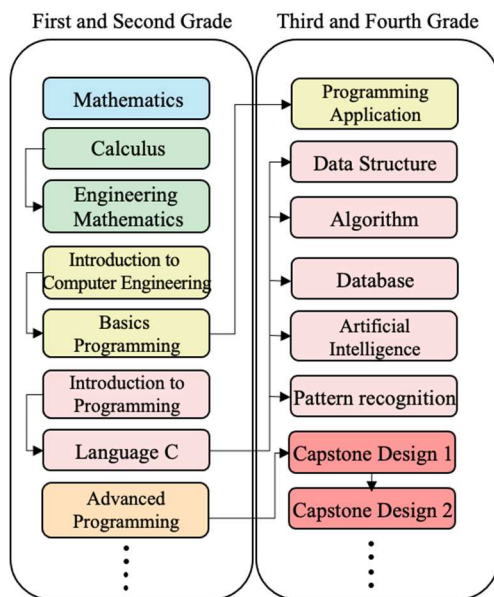 First and Second Grade
Mathematics
Calculus
Engineering
Mathematics
Introduction to
Computer Engineering
Basics
Programming
Introduction to
Programming
Language C
Advanced
Programming
Third and Fourth Grade
Programming
Application
Data Structure
Algorithm
Database
Artificial
Intelligence
Pattern recognition
Capstone Design 1
Capstone Design 2